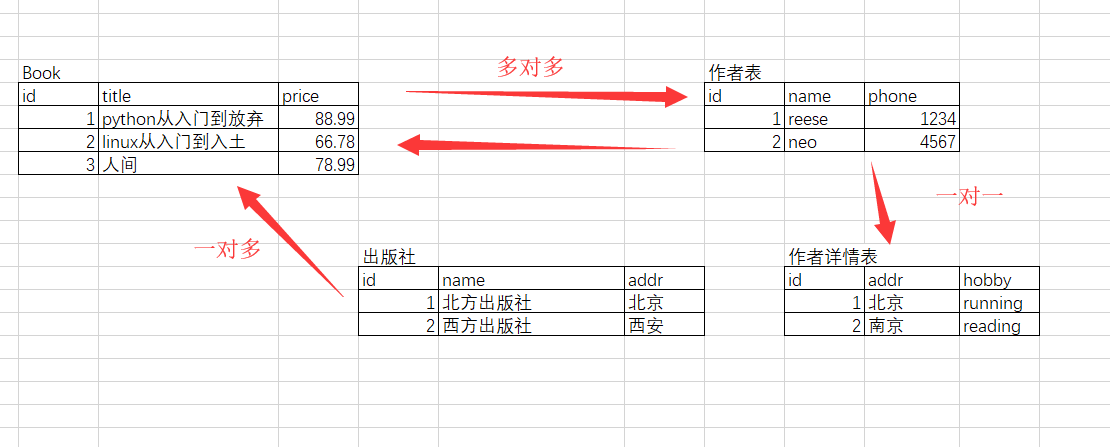 多对多
Book
id title price
1 python从入门到放弃 88.99
2 linux从入门到入土 66.78
3 人间 78.99
作者表
id name phone
1 reese 1234
2 neo 4567
一对一
一对多
出版社
id name addr
1 北方出版社 北京
2 西方出版社 西安
作者详情表
id addr hobby
1 北京 running
2 南京 reading